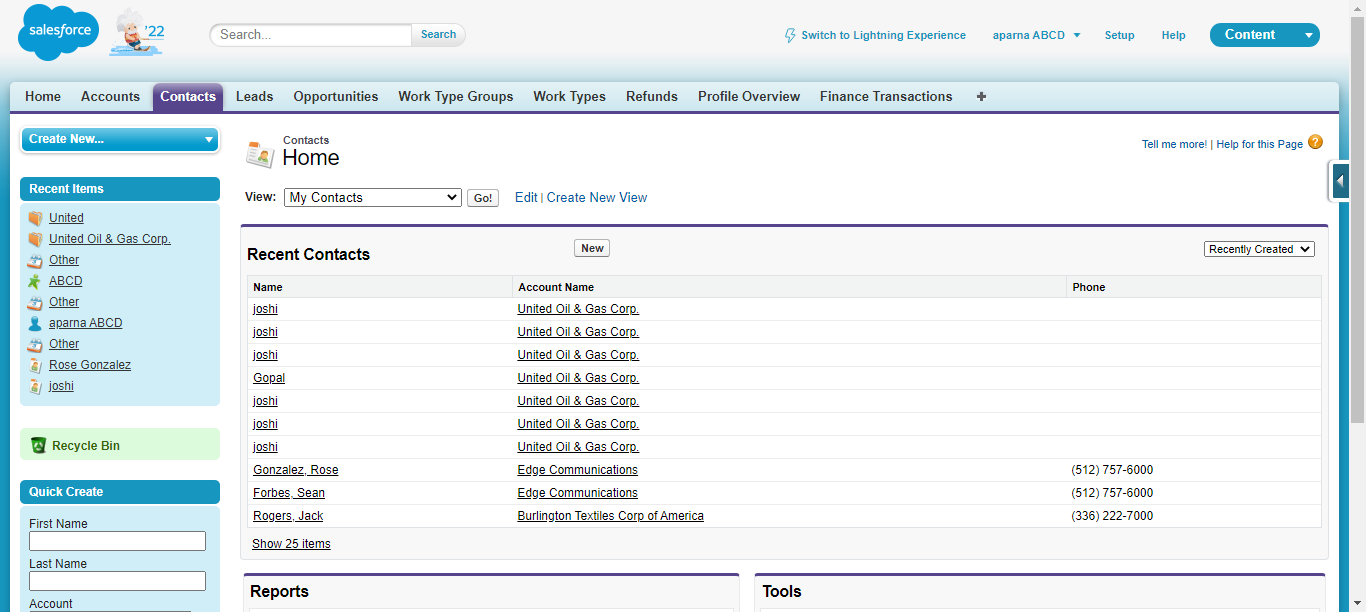 salesforce
'22
Search...
Search
Switch to Lightning Experience
aparna ABCD
Setup
Help
Content
Home Accounts Contacts Leads Opportunities Work Type Groups Work Types Refunds Profile Overview Finance Transactions +
Create New...
Recent Items
United
United Oil & Gas Corp.
Other
ABCD
Other
aparna ABCD
Other
Rose Gonzalez
joshi
Recycle Bin
Quick Create
First Name
Last Name
Account
Contacts
Home
Tell me more! | Help for this Page ?
View: My Contacts Go! Edit | Create New View
Recent Contacts New Recently Created
Name Account Name Phone
joshi United Oil & Gas Corp.
joshi United Oil & Gas Corp.
joshi United Oil & Gas Corp.
Gopal United Oil & Gas Corp.
joshi United Oil & Gas Corp.
joshi United Oil & Gas Corp.
joshi United Oil & Gas Corp.
Gonzalez, Rose Edge Communications (512) 757-6000
Forbes, Sean Edge Communications (512) 757-6000
Rogers, Jack Burlington Textiles Corp of America (336) 222-7000
Show 25 items
Reports
Tools